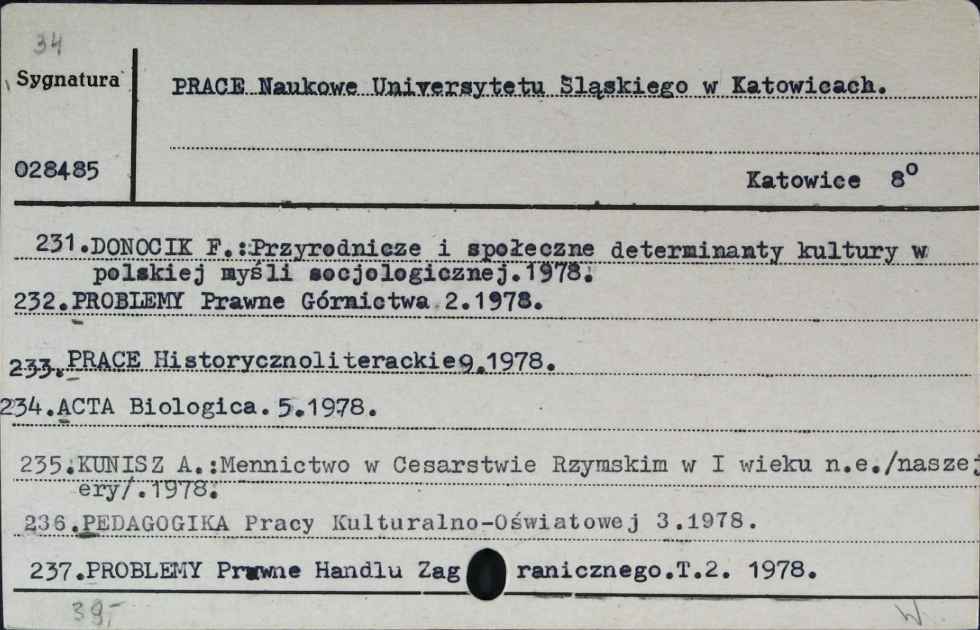 34
Sygnatura
PRACE Naukowe Uniwersytetu Śląskiego w Katowicach.
028485
Katowice 8°
231.DONOCIK F.:Przyrodnicze i społeczne determinanty kultury w
polskiej myśli socjologicznej.1978.
232.PROBLEMY Prawne Górnictwa 2.1978.
233.PRACE Historycznoliterackie9.1978.
234.ACTA Biologica.5.1978.
235.KUNISZ A.:Mennictwo w Cesarstwie Rzymskim w I wieku n.e./naszej
ery/.1978.
236.PEDAGOGIKA Pracy Kulturalno-Oświatowej 3.1978.
237.PROBLEMY Prawne Handlu Zag ranicznego.T.2. 1978.
39,-
W.